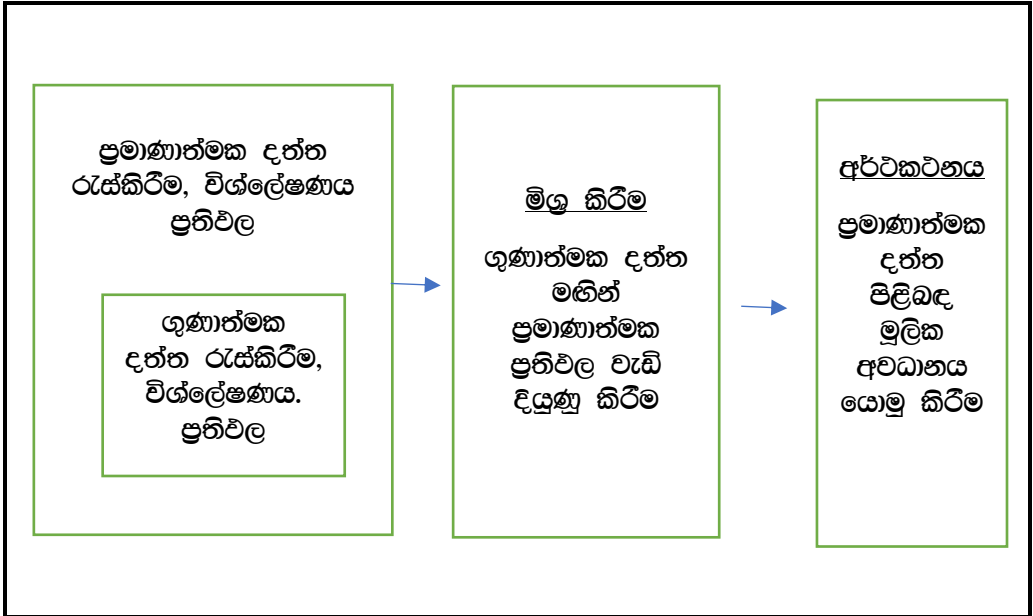 ප්‍රමාණාත්මක දත්ත
රැස්කිරීම, විශ්ලේෂණය
ප්‍රතිඵල
ගුණාත්මක
දත්ත රැස්කිරීම,
විශ්ලේෂණය.
ප්‍රතිඵල
මිශ්‍ර කිරීම
ගුණාත්මක දත්ත
මඟින්
ප්‍රමාණාත්මක
ප්‍රතිඵල වැඩි
දියුණු කිරීම
අර්ථකථනය
ප්‍රමාණාත්මක
දත්ත
පිළිබඳ
මූලික
අවධානය
යොමු කිරීම